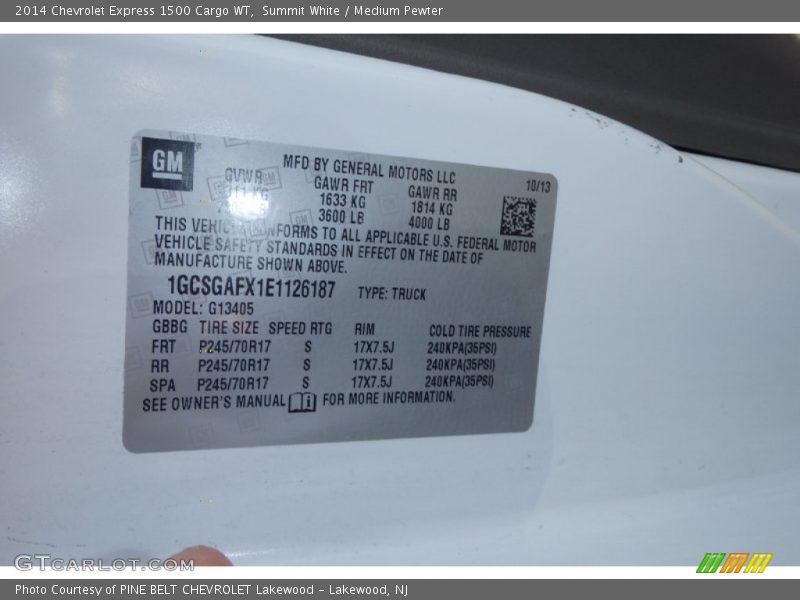 2014 Chevrolet Express 1500 Cargo WT, Summit White / Medium Pewter
GM
MFD BY GENERAL MOTORS LLC
10/13
GVWR GAWR FRT GAWR RR
KG 1633 KG 1814 KG
3600 LB 4000 LB
THIS VEHIC ONFORMS TO ALL APPLICABLE U.S. FEDERAL MOTOR
VEHICLE SAFETY STANDARDS IN EFFECT ON THE DATE OF
MANUFACTURE SHOWN ABOVE.
1GCSGAFX1E1126187 TYPE: TRUCK
MODEL: G13405
GBBG TIRE SIZE SPEED RTG RIM COLD TIRE PRESSURE
FRT P245/70R17 S 17X7.5J 240KPA(35PSI)
RR P245/70R17 S 17X7.5J 240KPA(35PSI)
SPA P245/70R17 S 17X7.5J 240KPA(35PSI)
SEE OWNER'S MANUAL FOR MORE INFORMATION.
GTCarLot.com
Photo Courtesy of PINE BELT CHEVROLET Lakewood - Lakewood, NJ